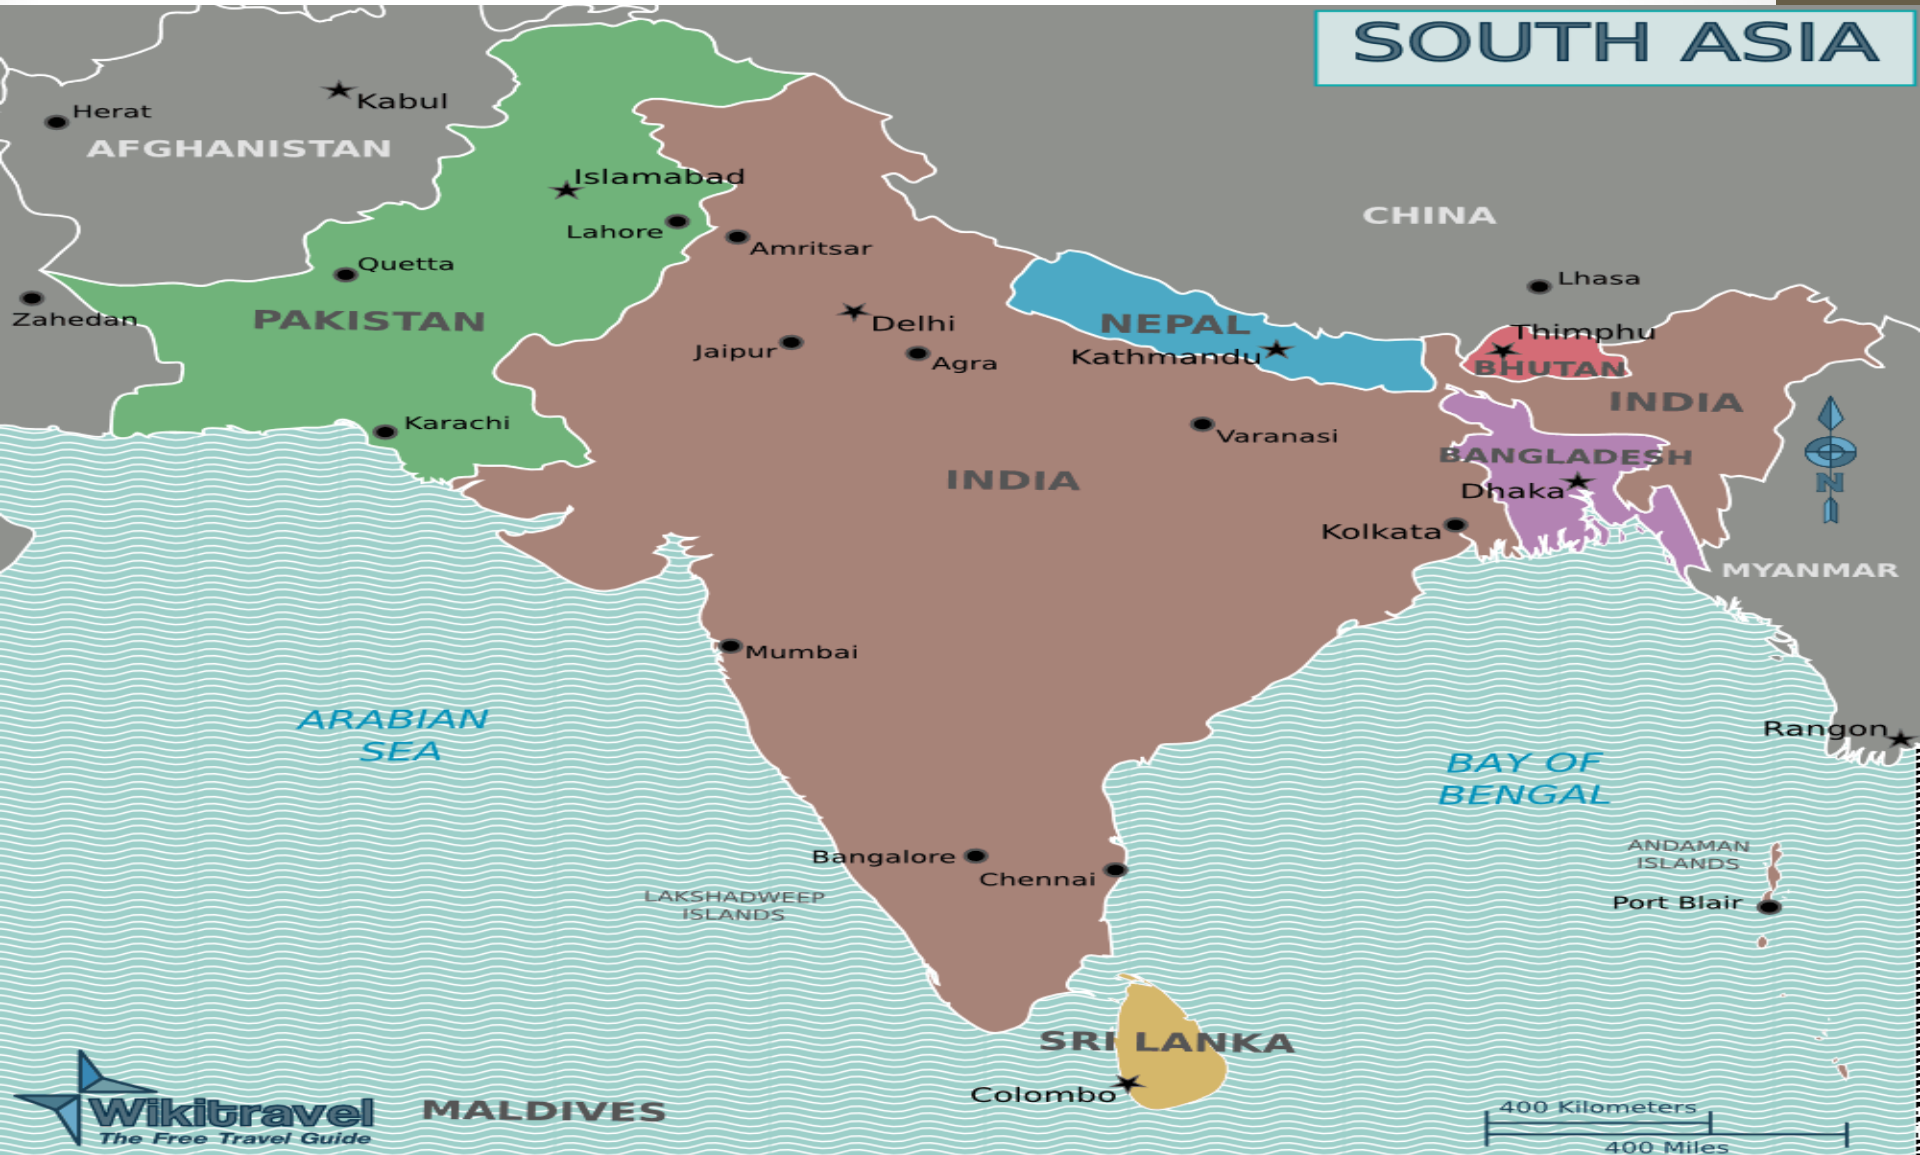 SOUTH ASIA
Kabul
Herat
AFGHANISTAN
Islamabad
CHINA
Lahore
Amritsar
Quetta
Lhasa
Zahedan
PAKISTAN
Delhi
NEPAL
Thimphu
Jaipur
Agra
Kathmandu
BHUTAN
INDIA
Karachi
Varanasi
BANGLADESH
INDIA
Dhaka
N
Kolkata
MYANMAR
Mumbai
ARABIAN
SEA
Rangon
BAY OF
BENGAL
ANDAMAN
ISLANDS
Bangalore
Chennai
LAKSHADWEEP
ISLANDS
Port Blair
SRI LANKA
Colombo
Wikitravel
The Free Travel Guide
MALDIVES
400 Kilometers
400 Miles